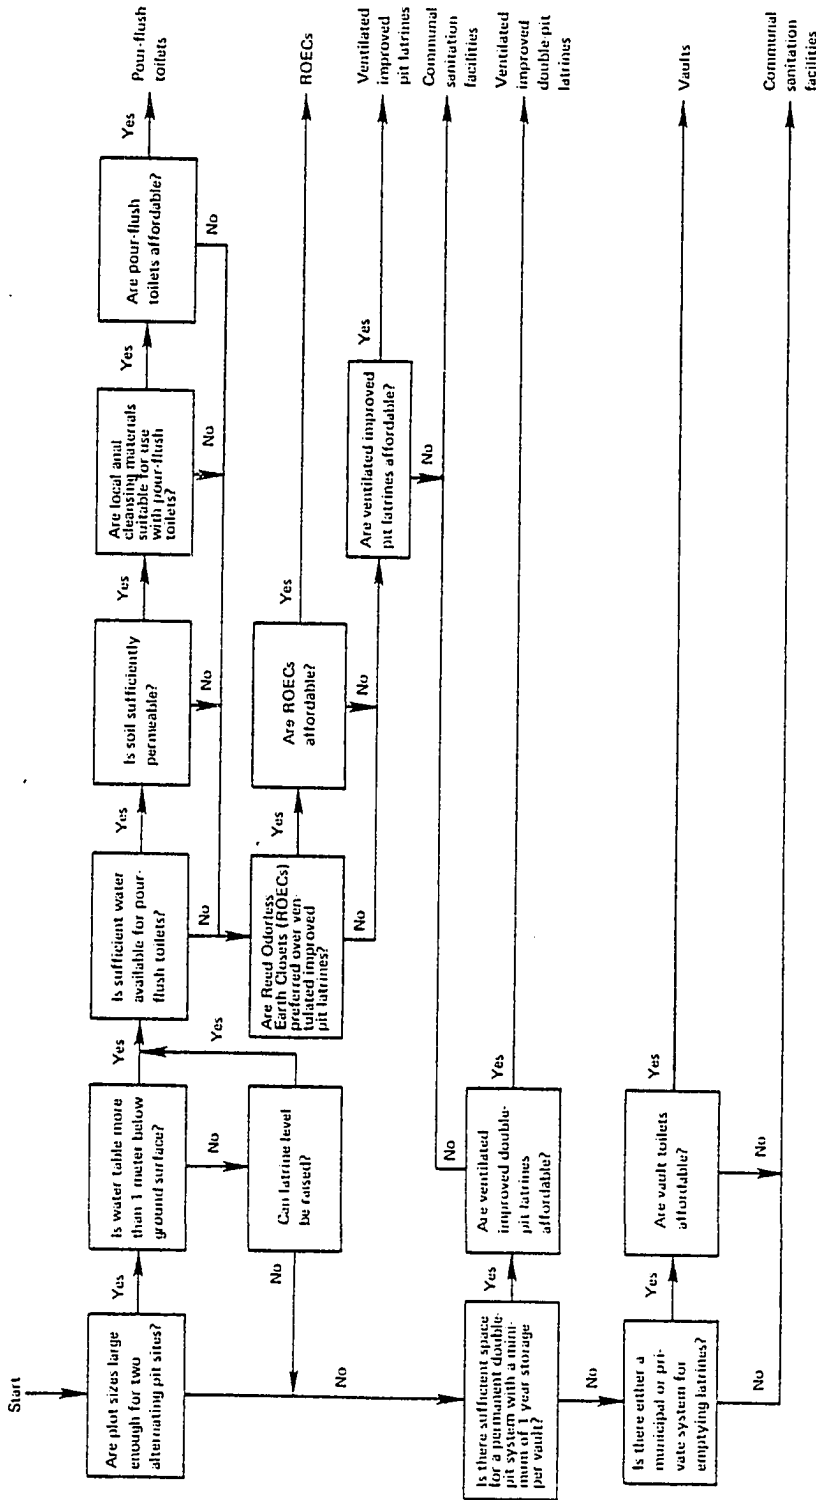 Start
Are plot sizes large
enough for two
alternating pit sites?
Yes
Is water table more
than 1 meter below
ground surface?
Yes
Is sufficient water
available for pour-
flush toilets?
Yes
Is soil sufficiently
permeable?
Yes
Are local anal
cleansing materials
suitable for use
with pour-flush
toilets?
Yes
Are pour-flush
toilets affordable?
Yes
Pour-flush
toilets
No
No
No
No
No
Can latrine level
be raised?
Yes
No
No
Are Reed Odorless
Earth Closets (ROECs)
preferred over ven-
tulated improved
pit latrines?
Yes
Are ROECs
affordable?
Yes
ROECs
No
No
Are ventilated improved
pit latrines affordable?
Yes
Ventilated
improved
pit latrines
No
Communal
sanitation
facilities
Is there sufficient space
for a permanent double-
pit system with a mini-
mum of 1 year storage
per vault?
Yes
Are ventilated
improved double-
pit latrines
affordable?
No
Yes
Ventilated
improved
double-pit
latrines
No
Is there either a
municipal or pri-
vate system for
emptying latrines?
Yes
Are vault toilets
affordable?
Yes
Vaults
No
No
Communal
sanitation
facilities